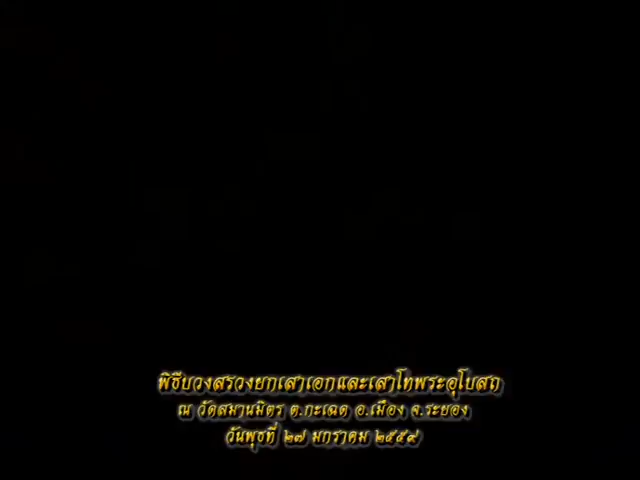 พิธีบวงสรวงยกเสาเอกและเสาโทพระอุโบสถ
ณ วัดสมานมิตร ต.กะเฉด อ.เมือง จ.ระยอง
วันพุธที่ ๒๗ มกราคม ๒๕๕๙